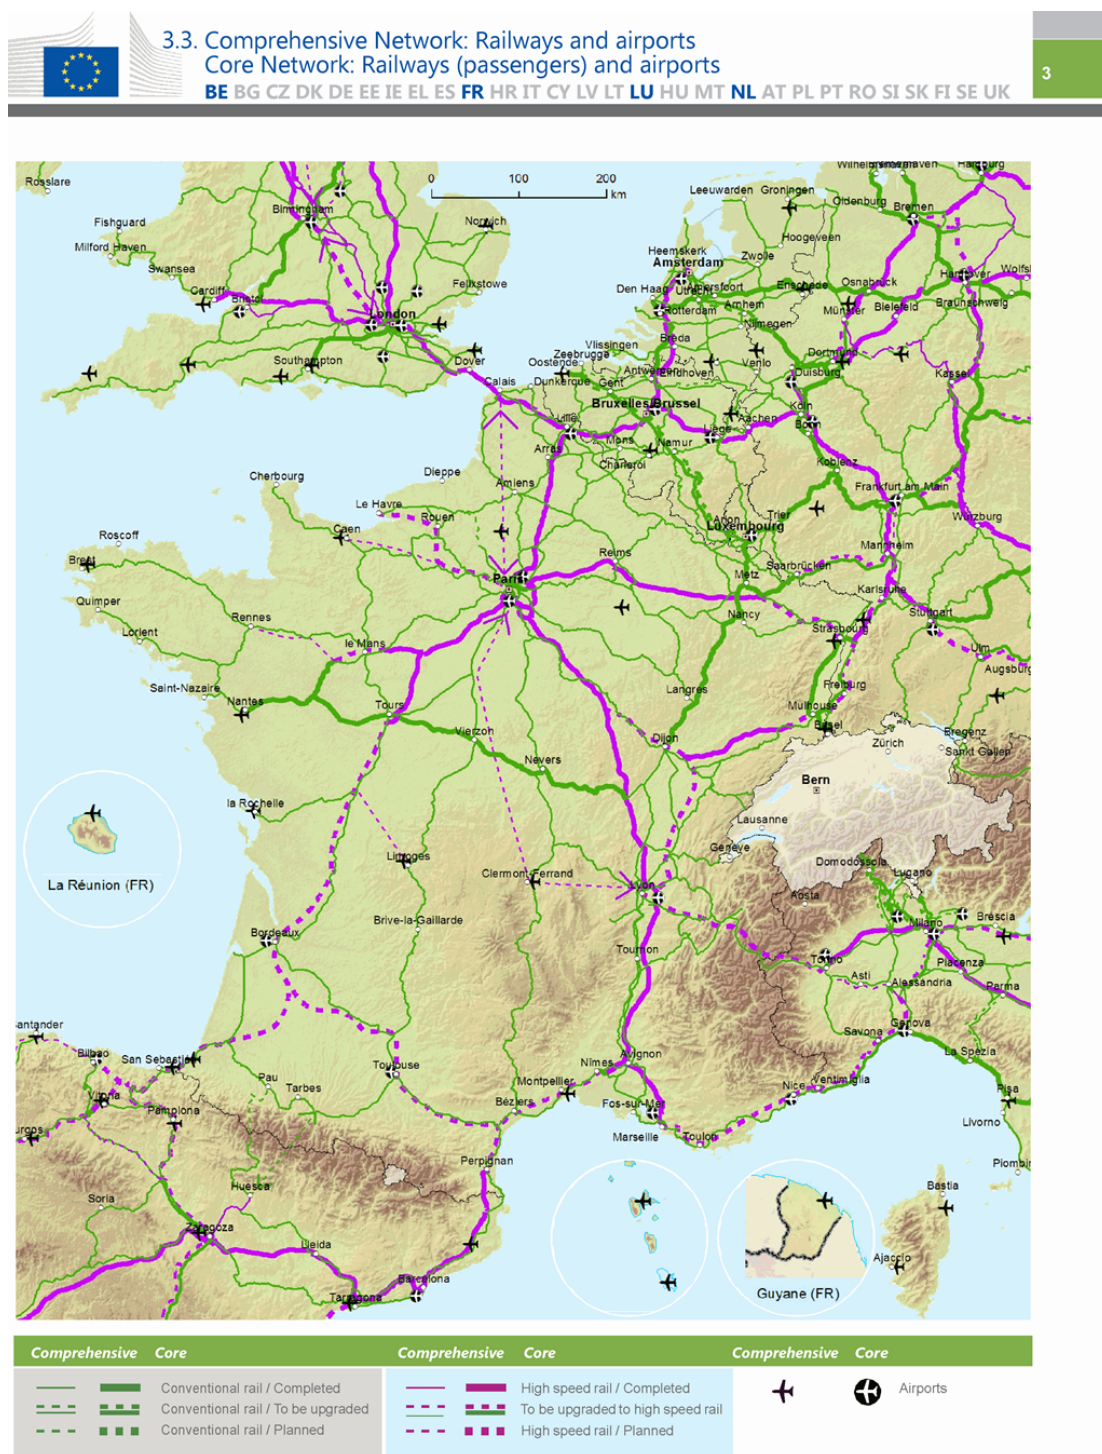 3.3. Comprehensive Network: Railways and airports
Core Network: Railways (passengers) and airports
BE BG CZ DK DE EE IE EL ES FR HR IT CY LV LT LU HU MT NL AT PL PT RO SI SK FI SE UK
3
0 100 200
km
Rosslare
Fishguard
Milford Haven
Swansea
Cardiff
Bristol
Birmingham
Norwich
Felixstowe
London
Southampton
Dover
Calais
Leeuwarden
Groningen
Oldenburg
Bremen
Hoogeveen
Heemskerk
Amsterdam
Zwolle
Den Haag
Utrecht
Amersfoort
Enschede
Osnabrück
Hannover
Braunschweig
Rotterdam
Arnhem
Nijmegen
Münster
Bielefeld
Breda
Vlissingen
Zeebrugge
Oostende
Dunkerque
Gent
Antwerpen
Eindhoven
Venlo
Duisburg
Dortmund
Kassel
Bruxelles/Brussel
Lille
Aachen
Köln
Bonn
Liège
Mons
Namur
Charleroi
Arras
Koblenz
Frankfurt am Main
Cherbourg
Dieppe
Amiens
Le Havre
Rouen
Caen
Arlon
Trier
Luxembourg
Würzburg
Mannheim
Roscoff
Brest
Reims
Paris
Metz
Saarbrücken
Karlsruhe
Quimper
Lorient
Rennes
le Mans
Nancy
Strasbourg
Stuttgart
Ulm
Augsburg
Saint-Nazaire
Nantes
Tours
Langres
Freiburg
Mulhouse
Basel
Vierzon
Dijon
Zürich
Bregenz
Sankt Gallen
Nevers
Bern
la Rochelle
Lausanne
Genève
Limoges
Clermont-Ferrand
Lyon
Domodossola
Lugano
La Réunion (FR)
Aosta
Brive-la-Gaillarde
Bordeaux
Milano
Brescia
Tournon
Torino
Piacenza
Asti
Alessandria
Parma
Santander
Bilbao
San Sebastián
Savona
Genova
La Spezia
Avignon
Nîmes
Toulouse
Pau
Tarbes
Montpellier
Béziers
Fos-sur-Mer
Marseille
Toulon
Nice
Ventimiglia
Pisa
Livorno
Vitoria
Pamplona
Perpignan
Soria
Huesca
Bastia
Ajaccio
Zaragoza
Lleida
Barcelona
Tarragona
Guyane (FR)
Comprehensive Core Comprehensive Core Comprehensive Core
Conventional rail / Completed High speed rail / Completed Airports
Conventional rail / To be upgraded To be upgraded to high speed rail
Conventional rail / Planned High speed rail / Planned